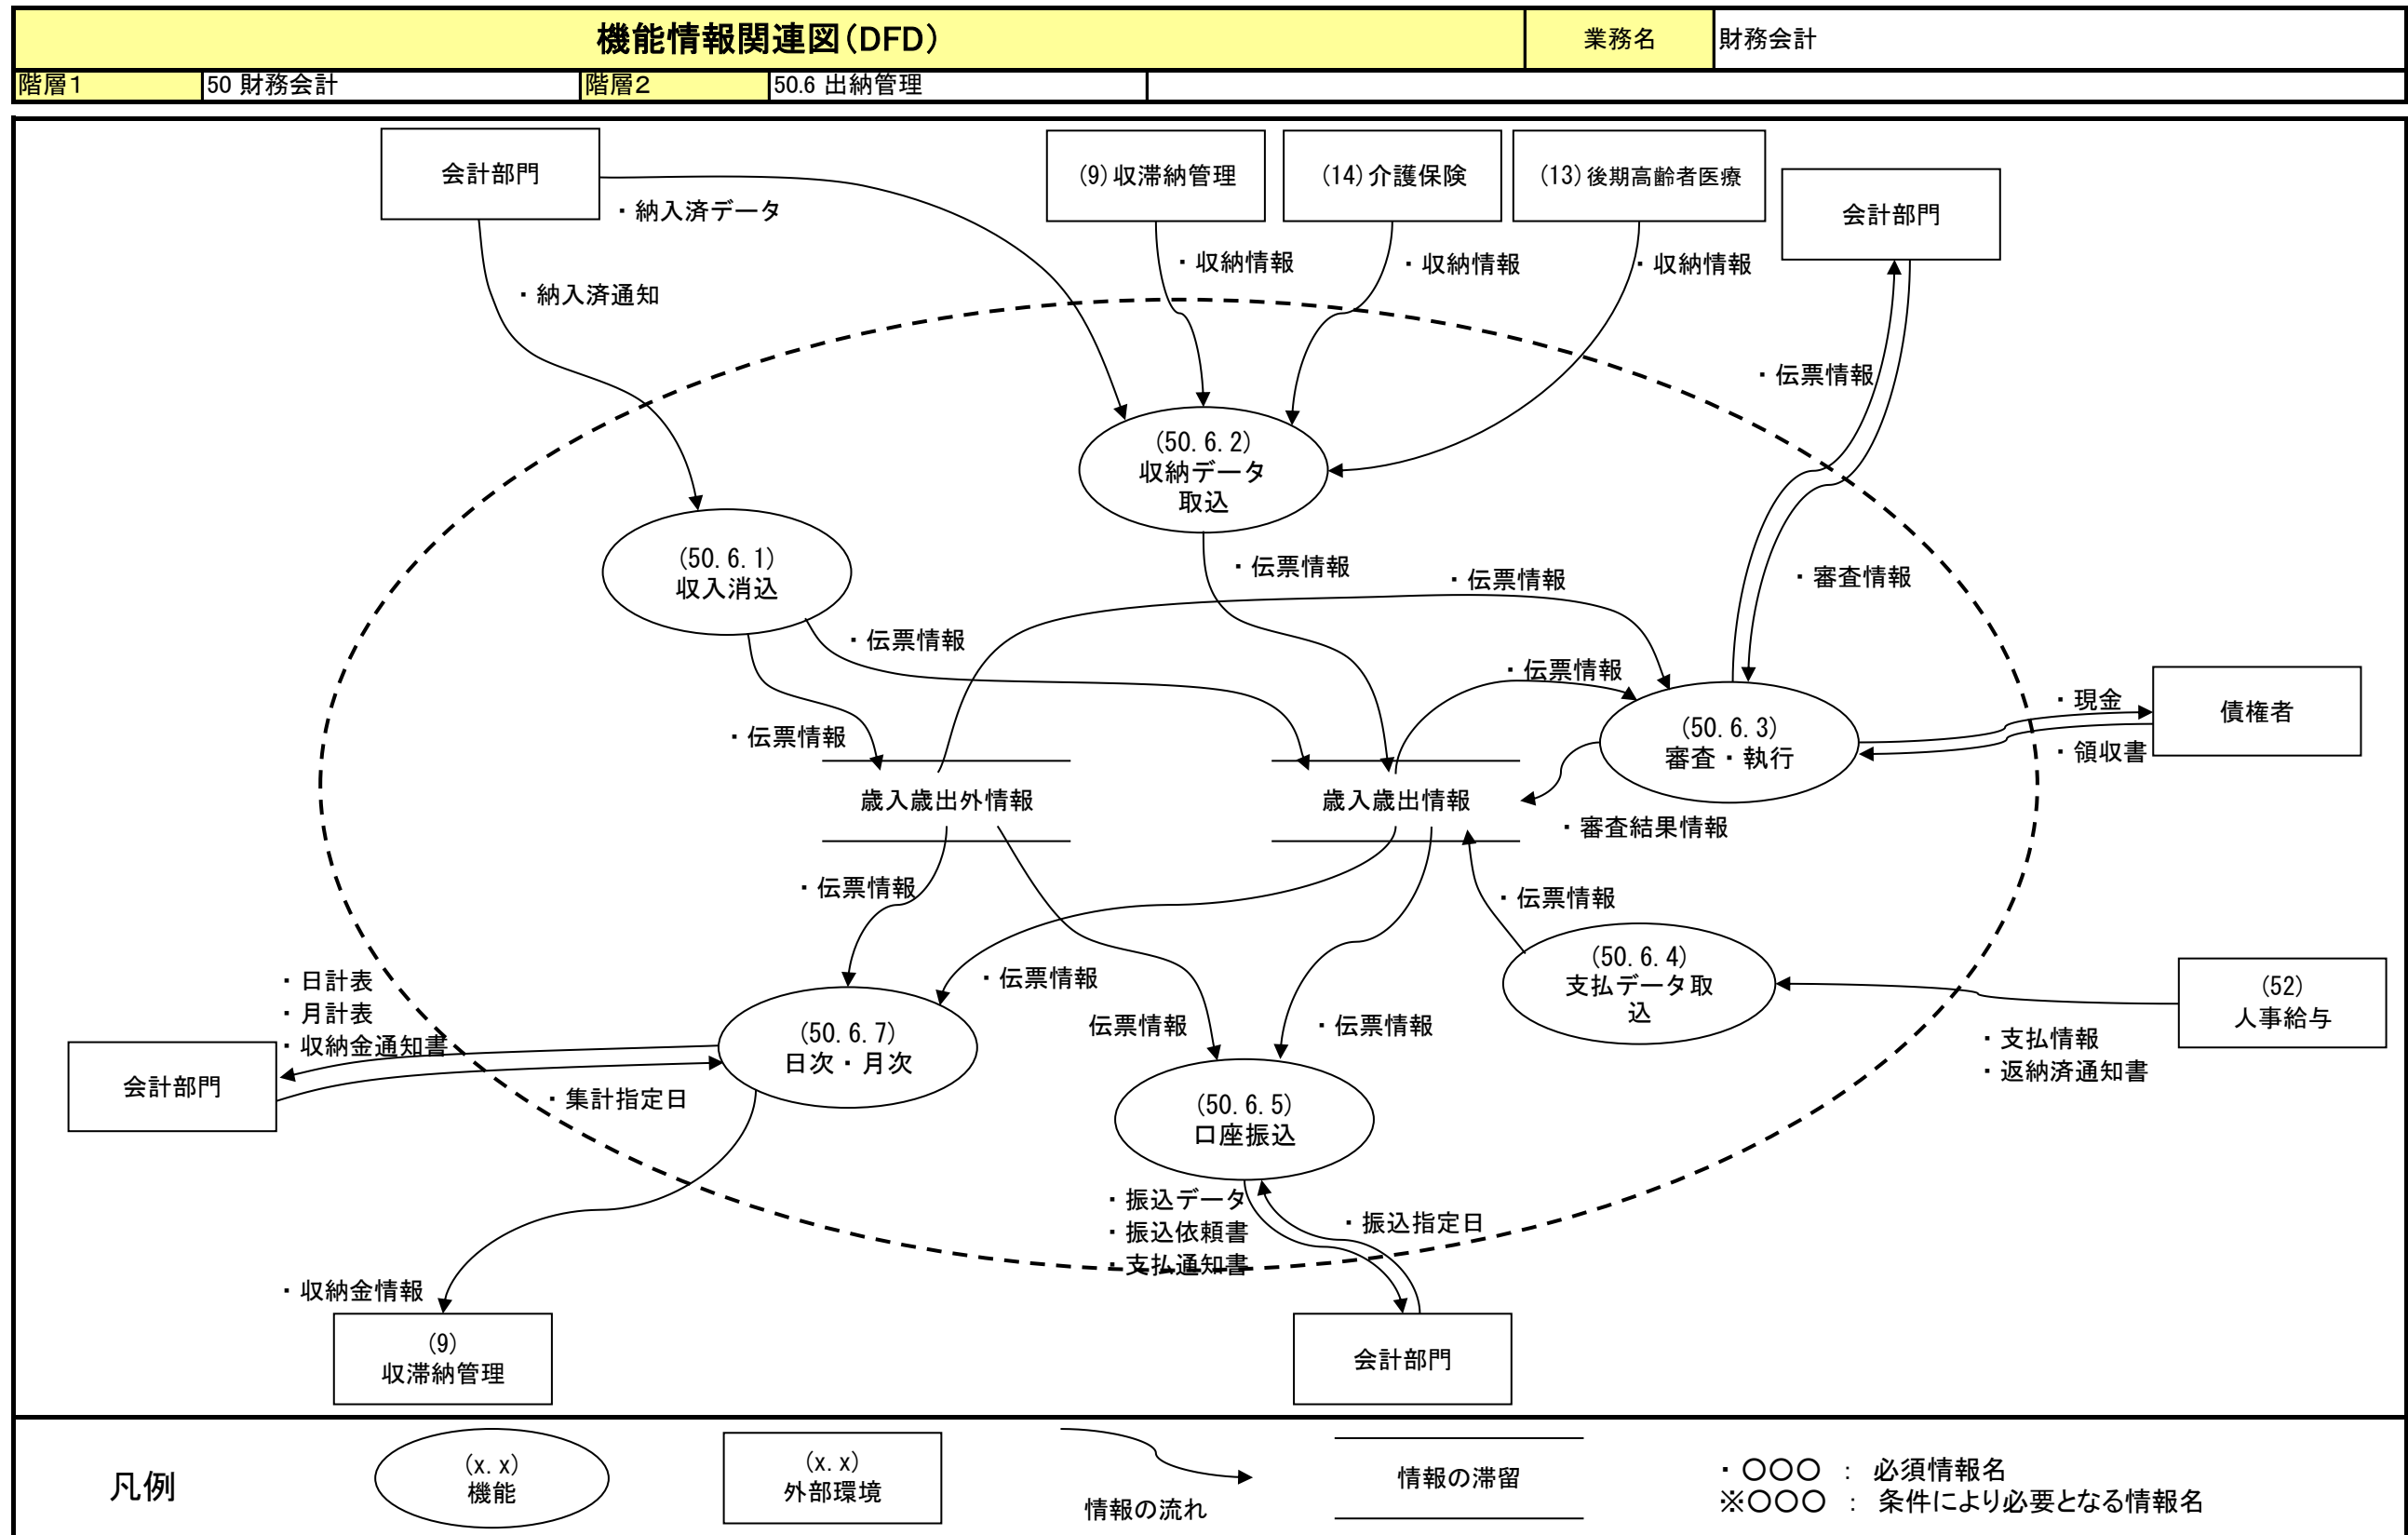 機能情報関連図(DFD)
業務名
財務会計
階層1
50 財務会計
階層2
50.6 出納管理
会計部門
(9)収滞納管理
(14)介護保険
(13)後期高齢者医療
会計部門
・納入済データ
・収納情報
・収納情報
・収納情報
・納入済通知
・伝票情報
(50.6.2)
収納データ
取込
(50.6.1)
収入消込
・伝票情報
・伝票情報
・審査情報
・伝票情報
・伝票情報
・現金
債権者
(50.6.3)
審査・執行
・伝票情報
・領収書
歳入歳出外情報
歳入歳出情報
・審査結果情報
・伝票情報
・伝票情報
(50.6.4)
支払データ取
込
・日計表
・月計表
・収納金通知書
・伝票情報
(52)
人事給与
(50.6.7)
日次・月次
伝票情報
・伝票情報
・支払情報
・返納済通知書
会計部門
・集計指定日
(50.6.5)
口座振込
・振込データ
・振込依頼書
・支払通知書
・振込指定日
・収納金情報
(9)
収滞納管理
会計部門
凡例
(x.x)
機能
(x.x)
外部環境
情報の流れ
情報の滞留
・〇〇〇 : 必須情報名
※〇〇〇 : 条件により必要となる情報名